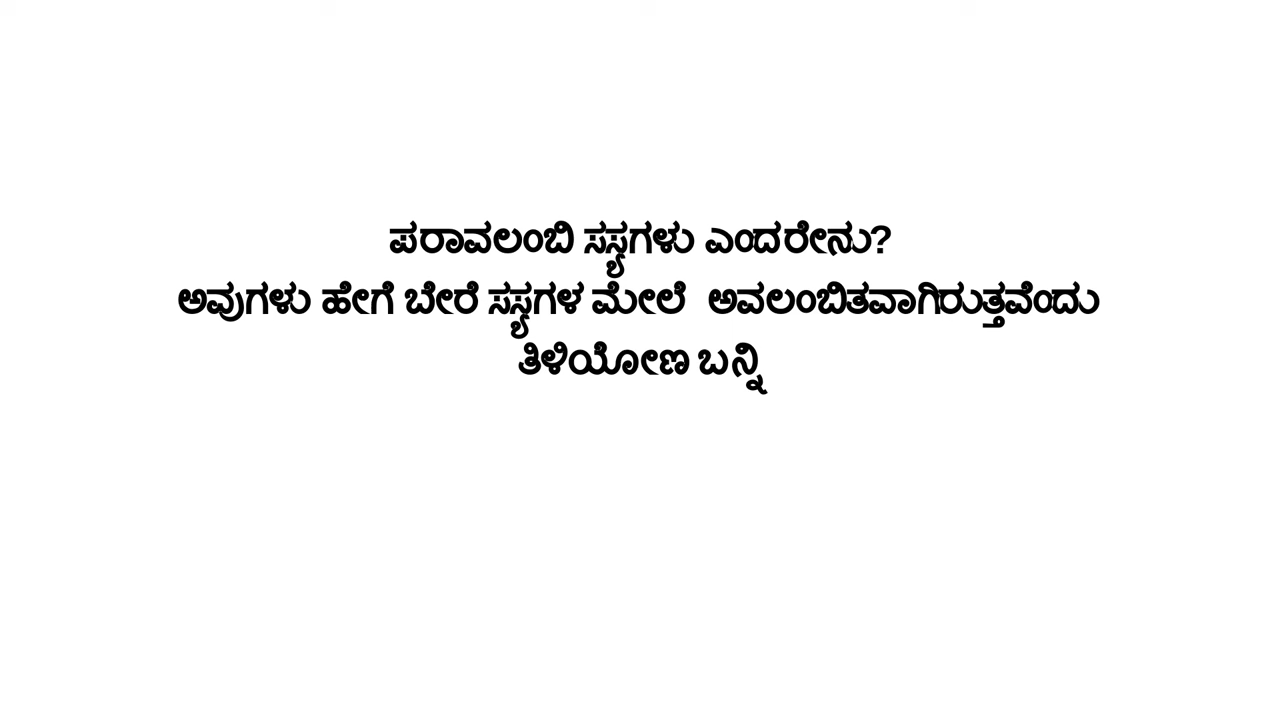 ಪರಾವಲಂಬಿ ಸಸ್ಯಗಳು ಎಂದರೇನು?
ಅವುಗಳು ಹೇಗೆ ಬೇರೆ ಸಸ್ಯಗಳ ಮೇಲೆ ಅವಲಂಬಿತವಾಗಿರುತ್ತವೆಂದು
ತಿಳಿಯೋಣ ಬನ್ನಿ